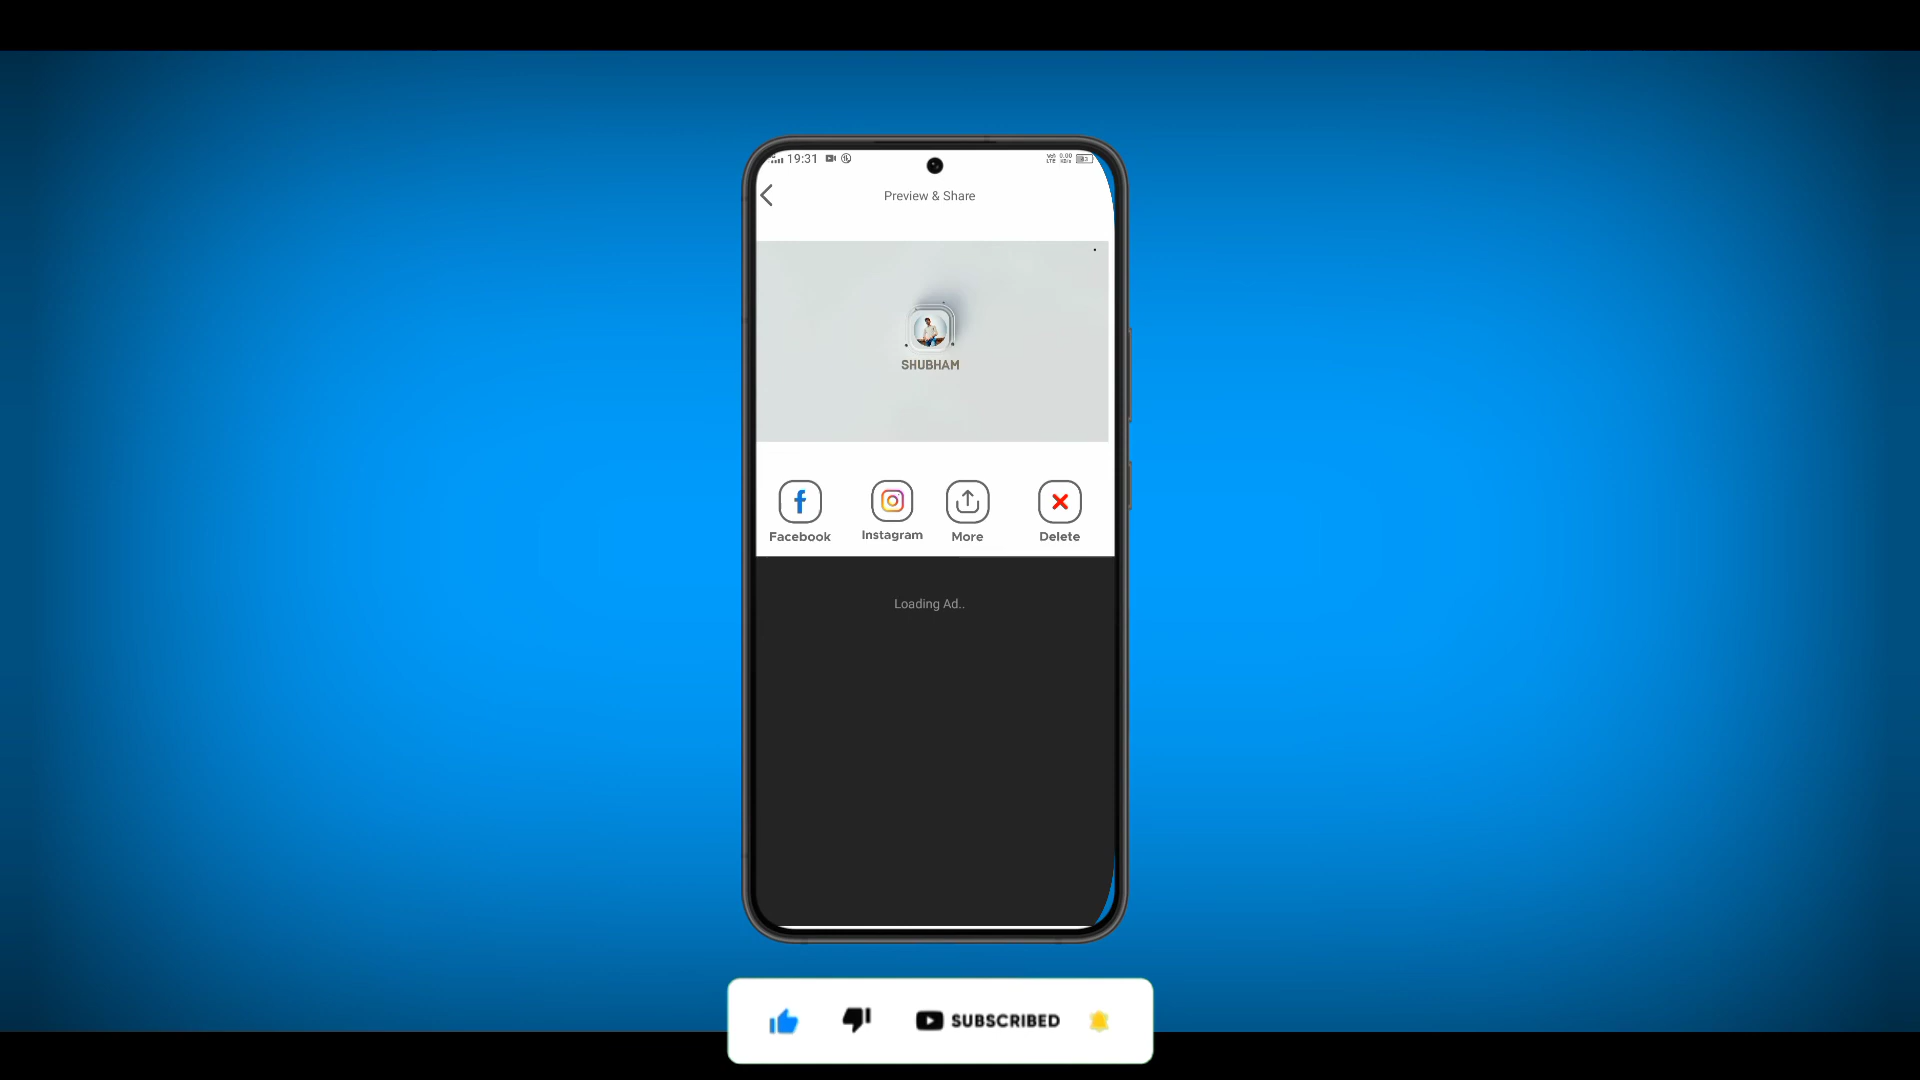 19:31
Preview & Share
SHUBHAM
Facebook Instagram More Delete
Loading Ad..
SUBSCRIBED